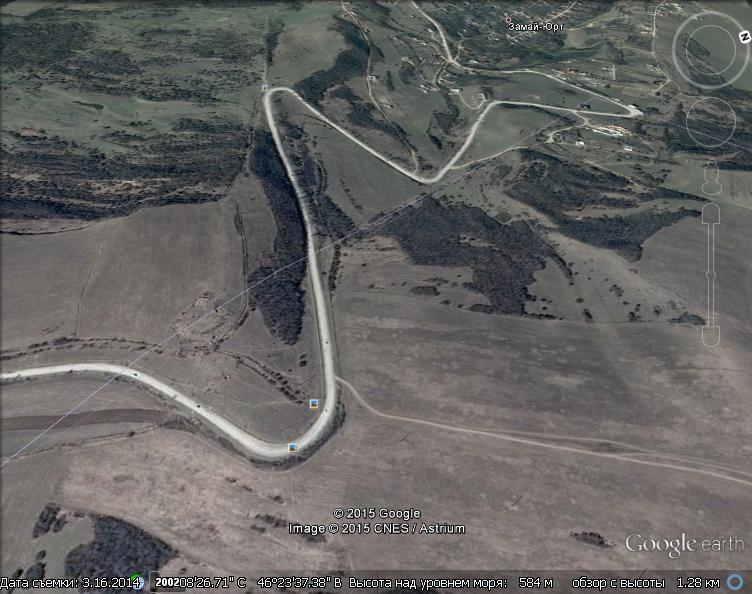 Замай-Юрт
N
© 2015 Google
Image © 2015 CNES / Astrium
Google earth
Дата съемки: 3.16.2014 2002 08'26.71" С 46°23'37.38" В Высота над уровнем моря: 584 м обзор с высоты 1.28 км